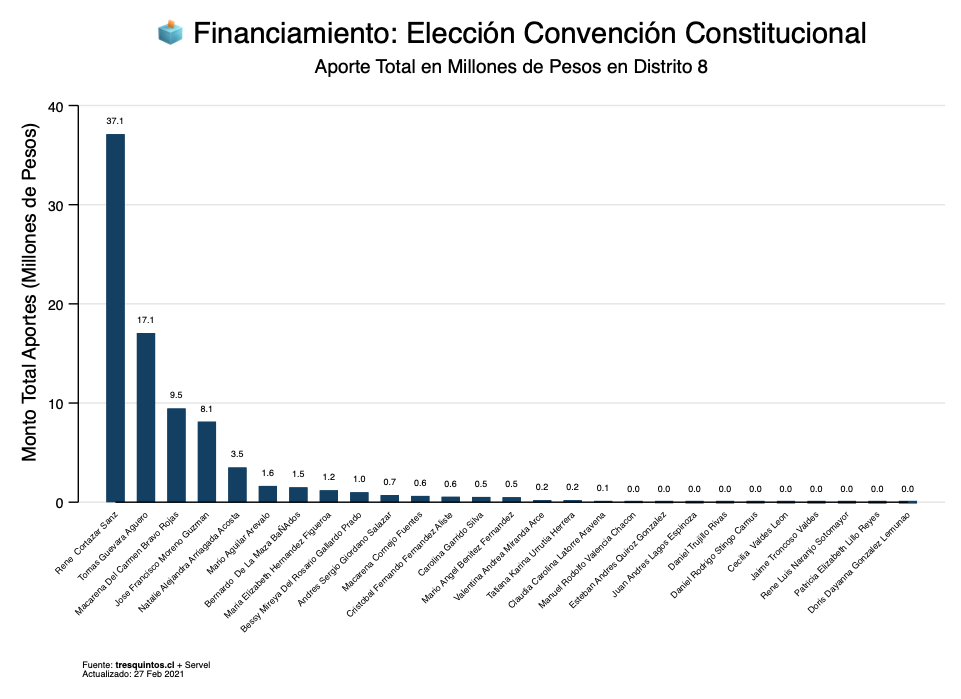 Financiamiento: Elección Convención Constitucional
Aporte Total en Millones de Pesos en Distrito 8
Monto Total Aportes (Millones de Pesos)
40
30
20
10
0
37.1
17.1
9.5
8.1
3.5
1.6
1.5
1.2
1.0
0.7
0.6
0.6
0.5
0.5
0.2
0.2
0.1
0.0
0.0
0.0
0.0
0.0
0.0
0.0
0.0
0.0
0.0
Rene Cortazar Sanz
Tomas Guevara Aguero
Macarena Del Carmen Bravo Rojas
Jose Francisco Moreno Guzman
Natalie Alejandra Arriagada Acosta
Mario Aguilar Arevalo
Bernardo De La Maza BaÑAdos
Maria Elizabeth Hernandez Figueroa
Bessy Mireya Del Rosario Gallardo Prado
Andres Sergio Giordano Salazar
Macarena Cornejo Fuentes
Cristobal Fernando Fernandez Aliste
Carolina Garrido Silva
Mario Angel Benitez Fernandez
Valentina Andrea Miranda Arce
Tatiana Karina Urrutia Herrera
Claudia Carolina Latorre Aravena
Manuel Rodolfo Valencia Chacon
Esteban Andres Quiroz Gonzalez
Juan Andres Lagos Espinoza
Daniel Trujillo Rivas
Daniel Rodrigo Stingo Camus
Cecilia Valdes Leon
Jaime Troncoso Valdes
Rene Luis Naranjo Sotomayor
Patricia Elizabeth Lillo Reyes
Doris Dayanna Gonzalez Lemunao
Fuente: tresquintos.cl + Servel
Actualizado: 27 Feb 2021